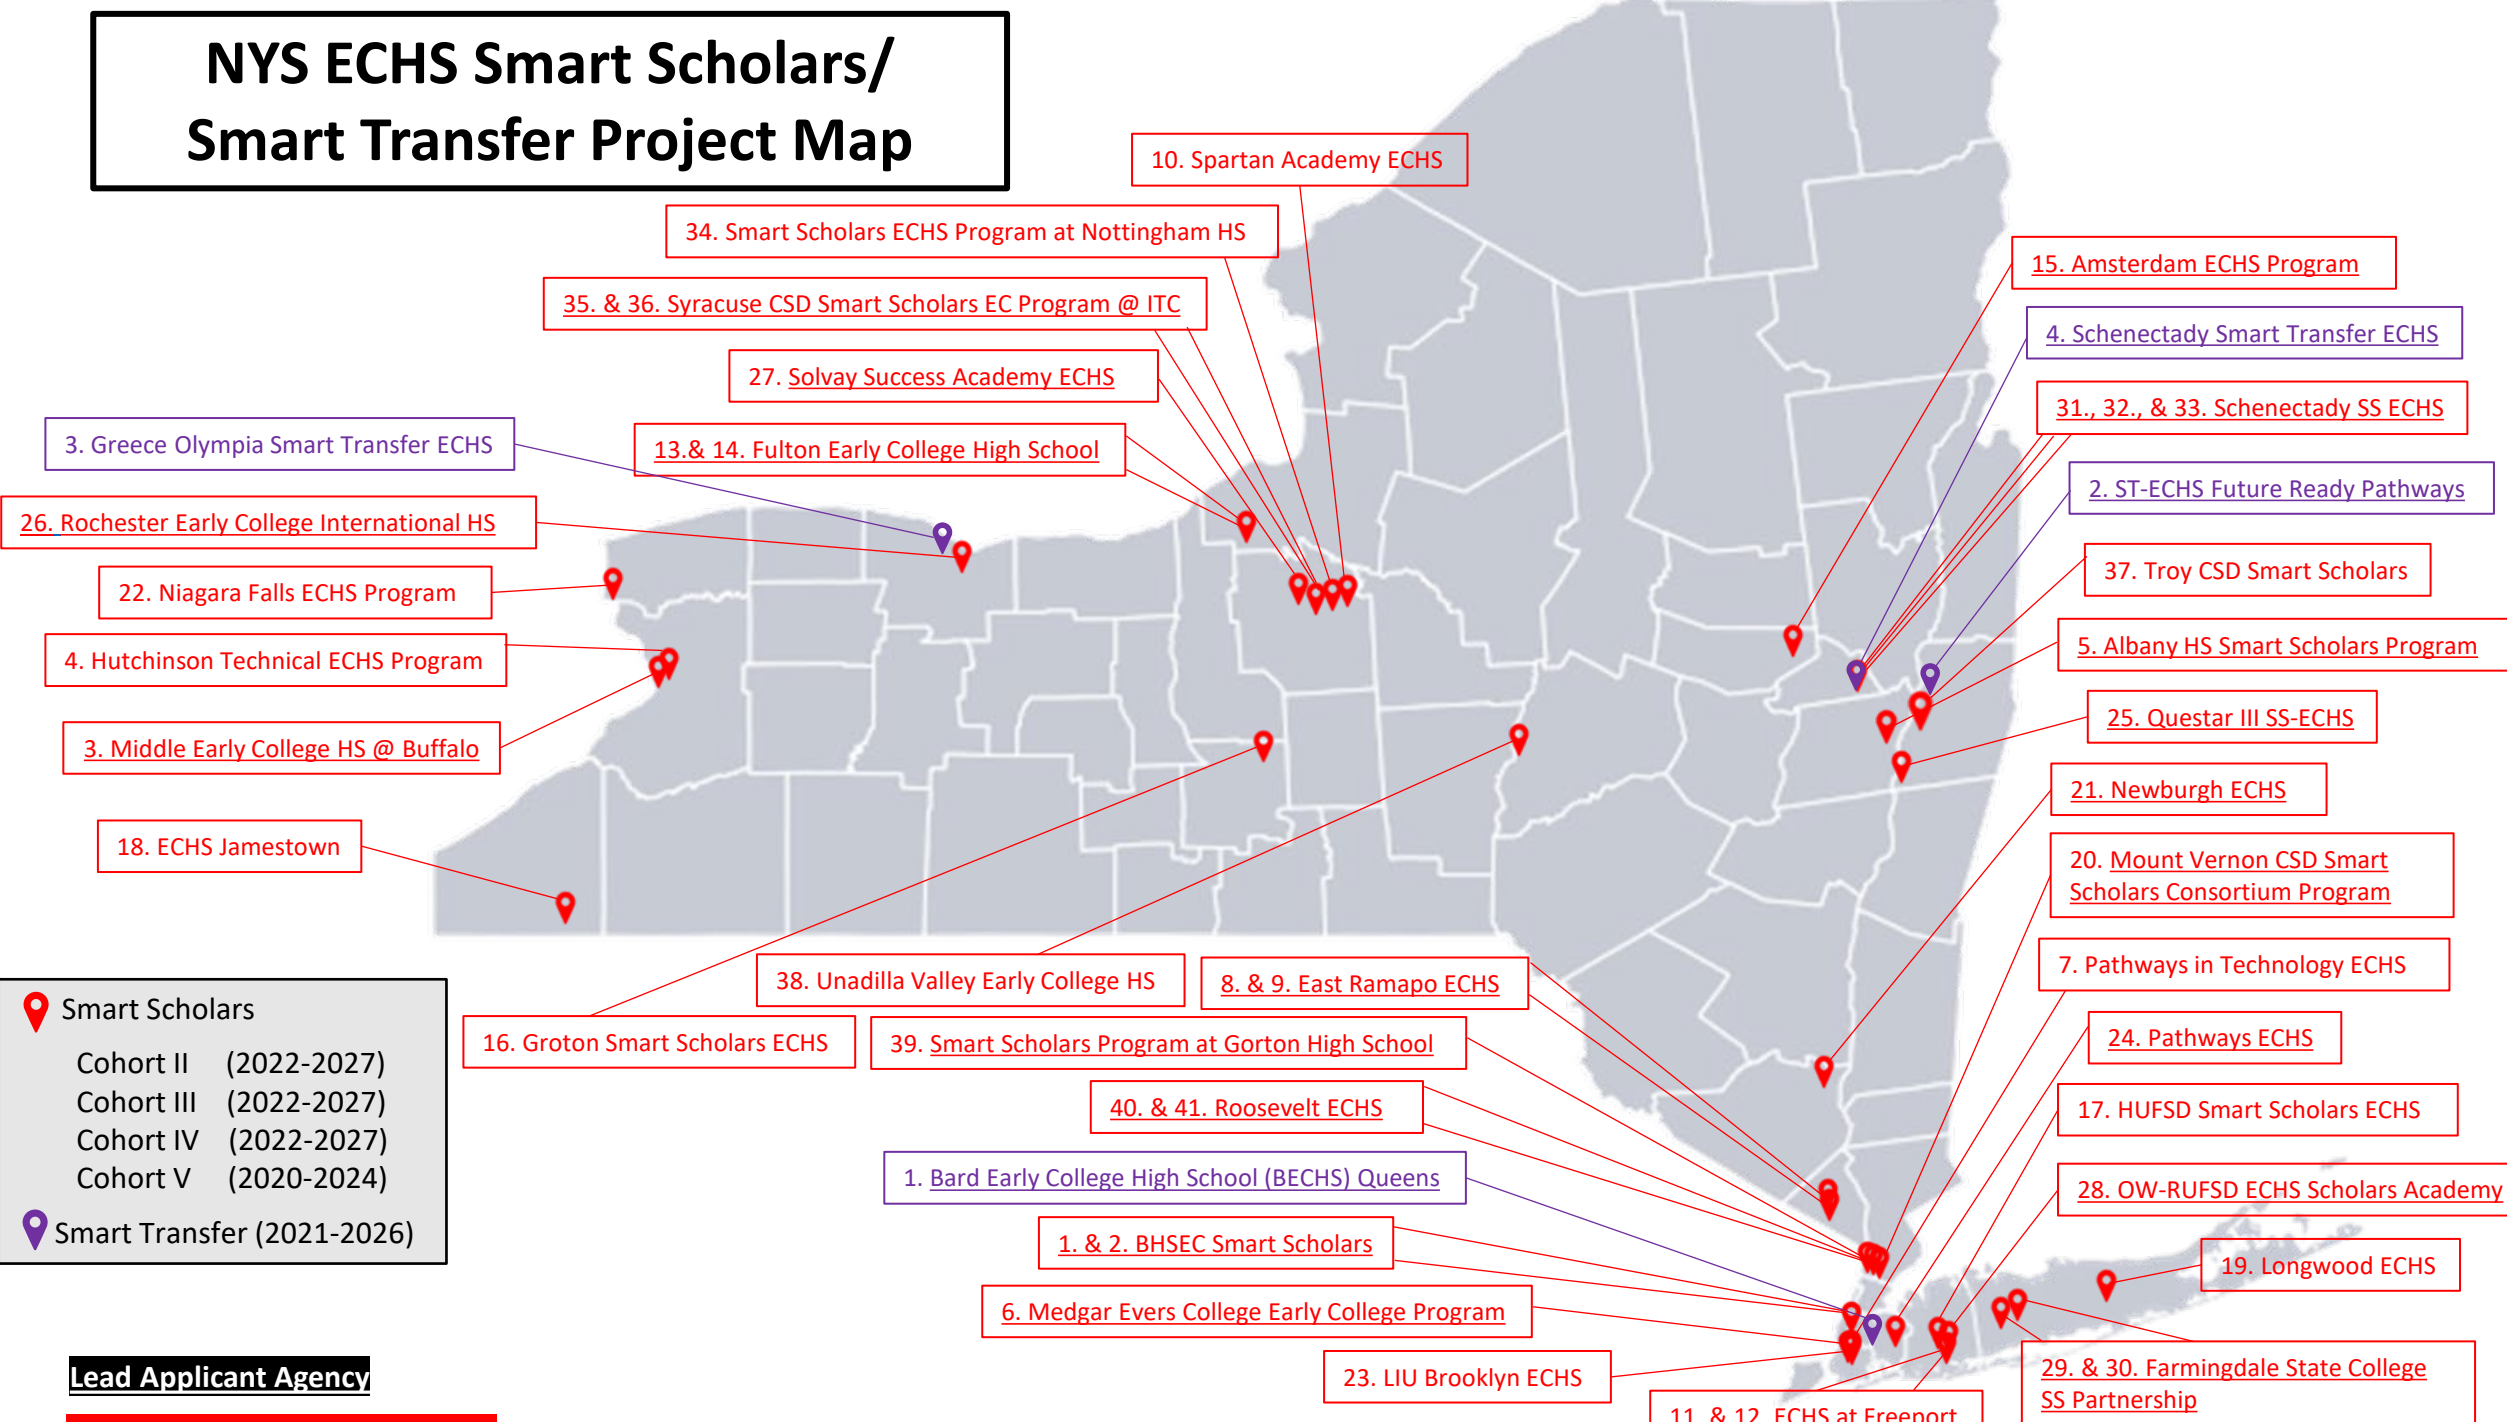 NYS ECHS Smart Scholars/
Smart Transfer Project Map
10. Spartan Academy ECHS
34. Smart Scholars ECHS Program at Nottingham HS
35. & 36. Syracuse CSD Smart Scholars EC Program @ ITC
27. Solvay Success Academy ECHS
13.& 14. Fulton Early College High School
3. Greece Olympia Smart Transfer ECHS
26. Rochester Early College International HS
22. Niagara Falls ECHS Program
4. Hutchinson Technical ECHS Program
3. Middle Early College HS @ Buffalo
18. ECHS Jamestown
15. Amsterdam ECHS Program
4. Schenectady Smart Transfer ECHS
31., 32., & 33. Schenectady SS ECHS
2. ST-ECHS Future Ready Pathways
37. Troy CSD Smart Scholars
5. Albany HS Smart Scholars Program
25. Questar III SS-ECHS
21. Newburgh ECHS
20. Mount Vernon CSD Smart
Scholars Consortium Program
7. Pathways in Technology ECHS
24. Pathways ECHS
17. HUFSD Smart Scholars ECHS
28. OW-RUFSD ECHS Scholars Academy
19. Longwood ECHS
29. & 30. Farmingdale State College
SS Partnership
38. Unadilla Valley Early College HS
8. & 9. East Ramapo ECHS
16. Groton Smart Scholars ECHS
39. Smart Scholars Program at Gorton High School
40. & 41. Roosevelt ECHS
1. Bard Early College High School (BECHS) Queens
1. & 2. BHSEC Smart Scholars
6. Medgar Evers College Early College Program
23. LIU Brooklyn ECHS
11. & 12. ECHS at Freeport
Smart Scholars
Cohort II (2022-2027)
Cohort III (2022-2027)
Cohort IV (2022-2027)
Cohort V (2020-2024)
Smart Transfer (2021-2026)
Lead Applicant Agency